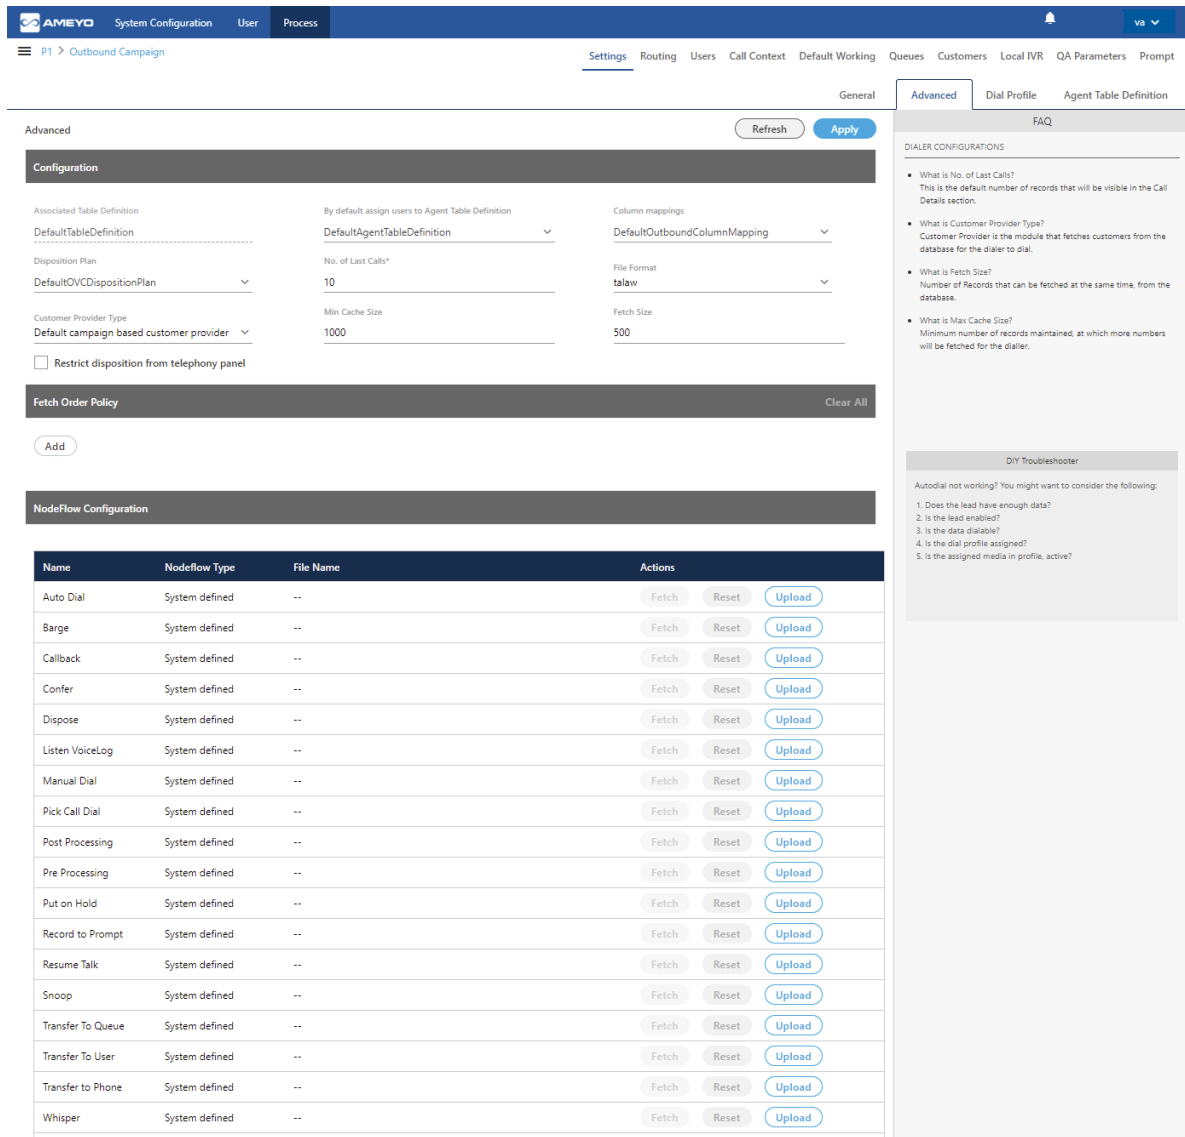 AMEYO System Configuration User Process va
P1 > Outbound Campaign
Settings Routing Users Call Context Default Working Queues Customers Local IVR QA Parameters Prompt
General Advanced Dial Profile Agent Table Definition
Advanced Refresh Apply
Configuration
Associated Table Definition By default assign users to Agent Table Definition Column mappings
DefaultTableDefinition DefaultAgentTableDefinition DefaultOutboundColumnMapping
Disposition Plan No. of Last Calls* File Format
DefaultOVCDispositionPlan 10 talaw
Customer Provider Type Min Cache Size Fetch Size
Default campaign based customer provider 1000 500
Restrict disposition from telephony panel
Fetch Order Policy Clear All
Add
NodeFlow Configuration
Name Nodeflow Type File Name Actions
Auto Dial System defined -- Fetch Reset Upload
Barge System defined -- Fetch Reset Upload
Callback System defined -- Fetch Reset Upload
Confer System defined -- Fetch Reset Upload
Dispose System defined -- Fetch Reset Upload
Listen VoiceLog System defined -- Fetch Reset Upload
Manual Dial System defined -- Fetch Reset Upload
Pick Call Dial System defined -- Fetch Reset Upload
Post Processing System defined -- Fetch Reset Upload
Pre Processing System defined -- Fetch Reset Upload
Put on Hold System defined -- Fetch Reset Upload
Record to Prompt System defined -- Fetch Reset Upload
Resume Talk System defined -- Fetch Reset Upload
Snoop System defined -- Fetch Reset Upload
Transfer To Queue System defined -- Fetch Reset Upload
Transfer To User System defined -- Fetch Reset Upload
Transfer to Phone System defined -- Fetch Reset Upload
Whisper System defined -- Fetch Reset Upload
FAQ
DIALER CONFIGURATIONS
• What is No. of Last Calls?
This is the default number of records that will be visible in the Call
Details section.
• What is Customer Provider Type?
Customer Provider is the module that fetches customers from the
database for the dialer to dial.
• What is Fetch Size?
Number of Records that can be fetched at the same time, from the
database.
• What is Max Cache Size?
Minimum number of records maintained, at which more numbers
will be fetched for the dialler.
DIY Troubleshooter
Autodial not working? You might want to consider the following:
1. Does the lead have enough data?
2. Is the lead enabled?
3. Is the data dialable?
4. Is the dial profile assigned?
5. Is the assigned media in profile, active?